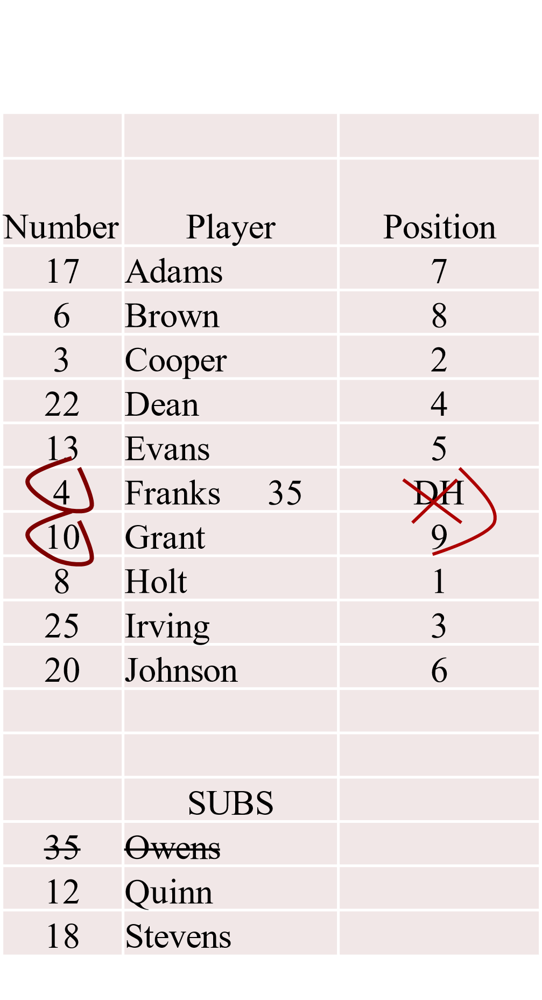 Number Player Position
17 Adams 7
6 Brown 8
3 Cooper 2
22 Dean 4
13 Evans 5
4 Franks 35 DH
10 Grant 9
8 Holt 1
25 Irving 3
20 Johnson 6
SUBS
35 Owens
12 Quinn
18 Stevens